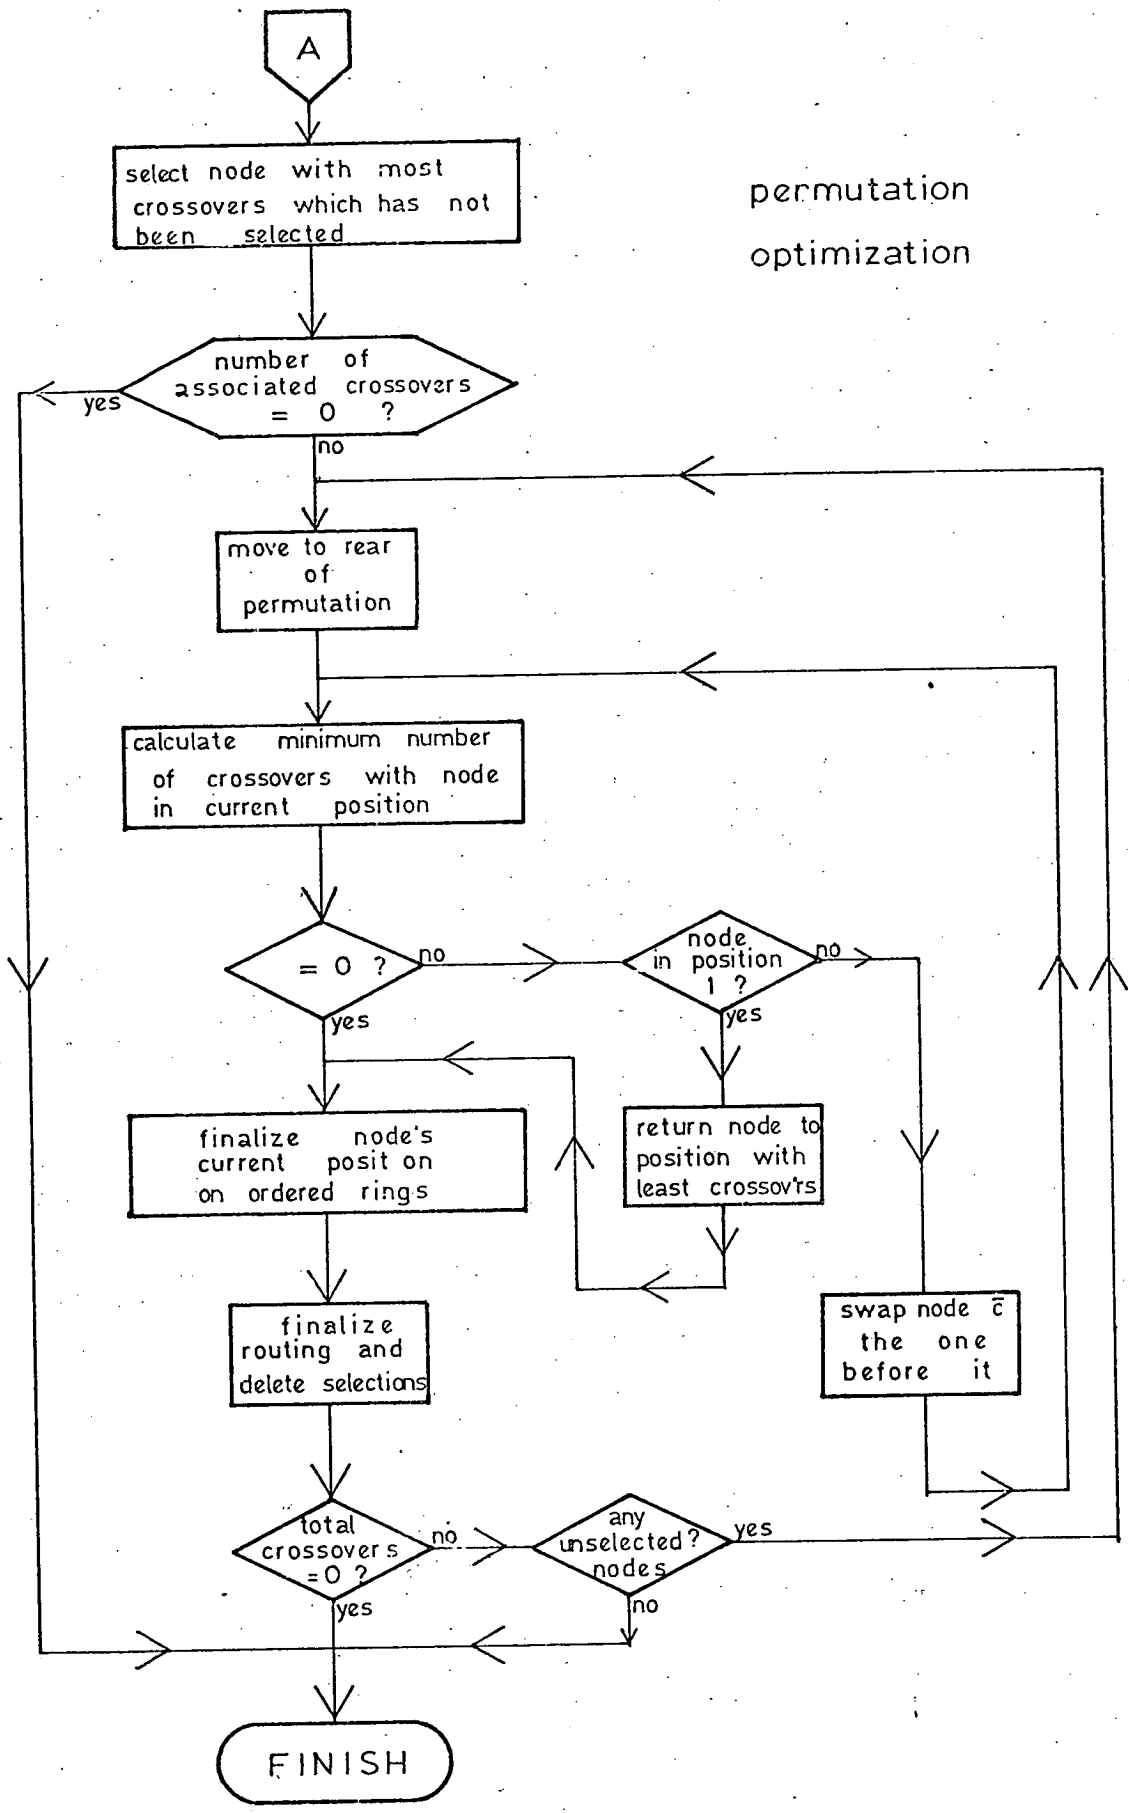 A
select node with most
crossovers which has not
been selected
permutation
optimization
number of
associated crossovers
= 0 ?
yes
no
move to rear
of
permutation
calculate minimum number
of crossovers with node
in current position
= 0 ?
no
yes
node
in position
1 ?
no
yes
finalize node's
current posit on
on ordered rings
return node to
position with
least crossov'rs
finalize
routing and
delete selections
swap node c̄
the one
before it
total
crossovers
=0 ?
no
yes
any
unselected?
nodes
yes
no
FINISH